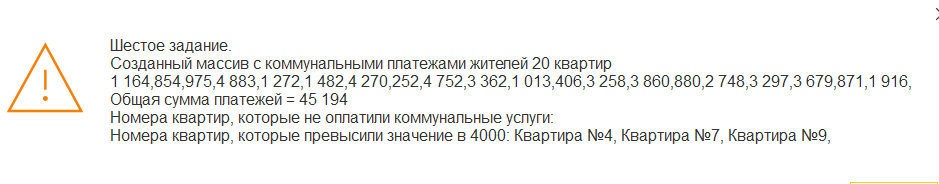 Шестое задание.
Созданный массив с коммунальными платежами жителей 20 квартир
1 164,854,975,4 883,1 272,1 482,4 270,252,4 752,3 362,1 013,406,3 258,3 860,880,2 748,3 297,3 679,871,1 916,
Общая сумма платежей = 45 194
Номера квартир, которые не оплатили коммунальные услуги:
Номера квартир, которые превысили значение в 4000: Квартира №4, Квартира №7, Квартира №9,